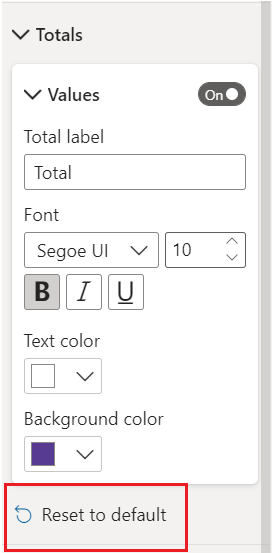 Totals
Values On
Total label
Total
Font
Segoe UI 10
B I U
Text color
Background color
Reset to default